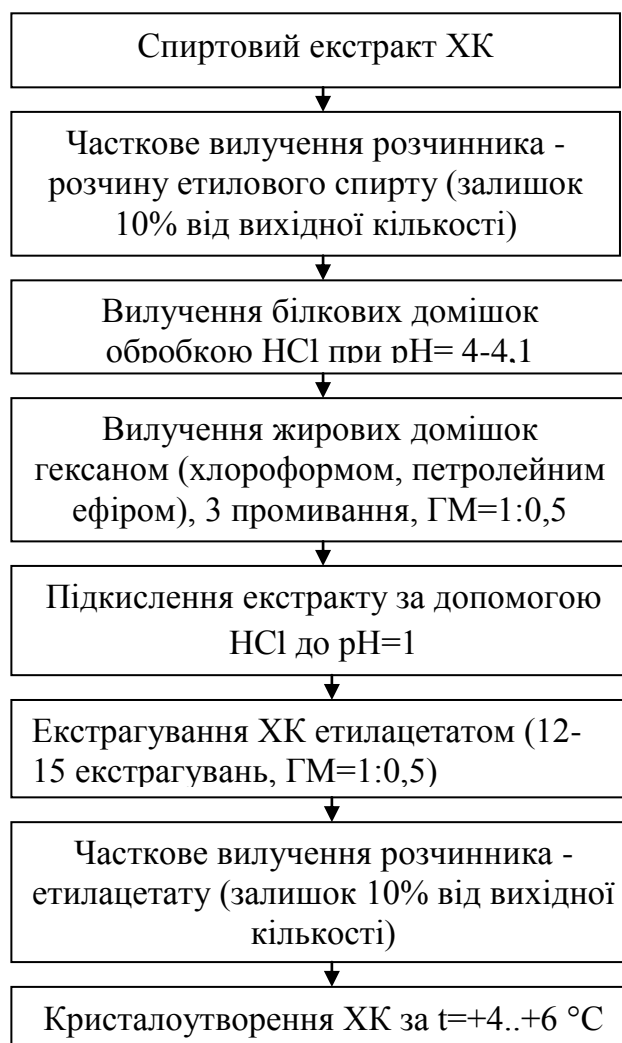 Спиртовий екстракт ХК
Часткове вилучення розчинника -
розчину етилового спирту (залишок
10% від вихідної кількості)
Вилучення білкових домішок
обробкою HCl при pH= 4-4,1
Вилучення жирових домішок
гексаном (хлороформом, петролейним
ефіром), 3 промивання, ГМ=1:0,5
Підкислення екстракту за допомогою
HCl до pH=1
Екстрагування ХК етилацетатом (12-
15 екстрагувань, ГМ=1:0,5)
Часткове вилучення розчинника -
етилацетату (залишок 10% від вихідної
кількості)
Кристалоутворення ХК за t=+4..+6 °C